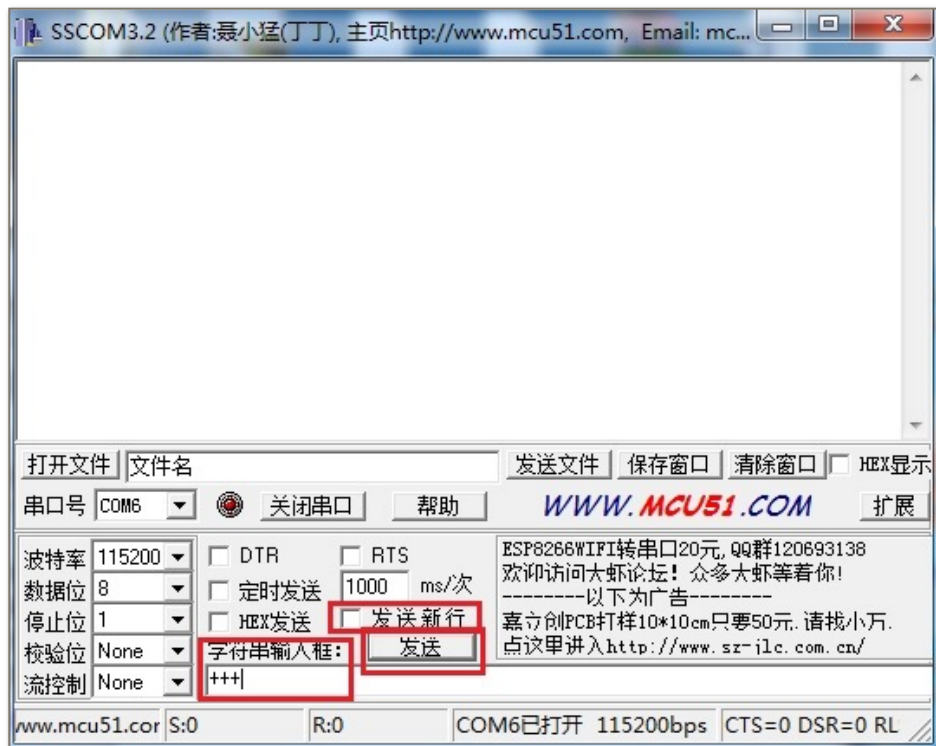 SSCOM3.2 (作者:聂小猛(丁丁), 主页http://www.mcu51.com, Email: mc...
打开文件 文件名 发送文件 保存窗口 清除窗口 HEX显示
串口号 COM6 关闭串口 帮助 WWW.MCU51.COM 扩展
波特率 115200 DTR RTS
数据位 8 定时发送 1000 ms/次
停止位 1 HEX发送 发送新行
校验位 None 字符串输入框: 发送
流控制 None +++
ESP8266WIFI转串口20元,QQ群120693138
欢迎访问大虾论坛! 众多大虾等着你!
--------以下为广告--------
嘉立创PCB打样10*10cm只要50元.请找小万.
点这里进入http://www.sz-jlc.com.cn/
www.mcu51.cor S:0 R:0 COM6已打开 115200bps CTS=0 DSR=0 RL